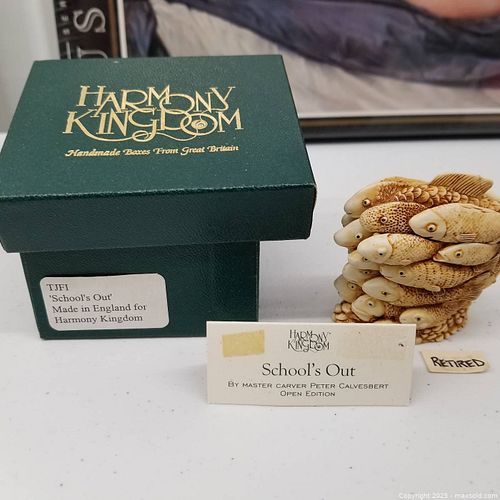 HARMONY
KINGDOM
Handmade Boxes From Great Britain
TJFI
'School's Out'
Made in England for
Harmony Kingdom
HARMONY
KINGDOM
School's Out
BY MASTER CARVER PETER CALVESBERT
OPEN EDITION
RETIRED
Copyright 2025 - maxsold.com